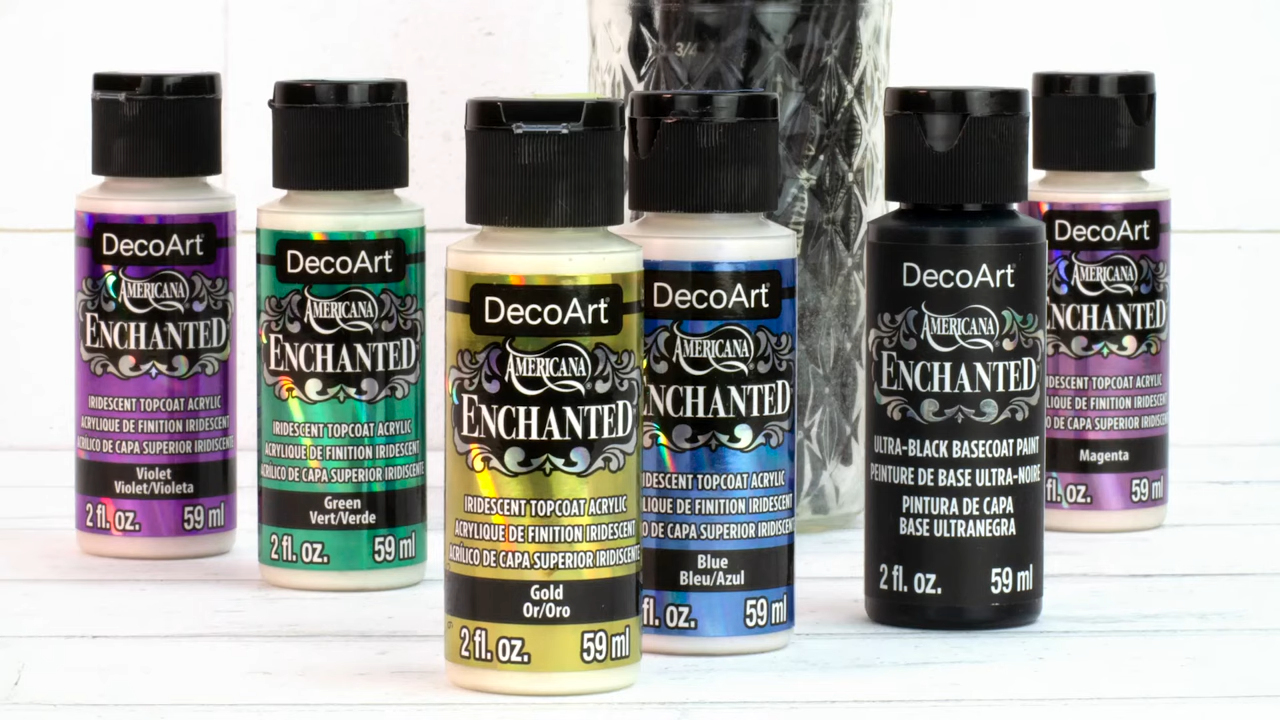 DecoArt®
AMERICANA®
ENCHANTED
IRIDESCENT TOPCOAT ACRYLIC
ACRYLIQUE DE FINITION IRIDESCENT
ACRÍLICO DE CAPA SUPERIOR IRIDISCENTE
Violet
Violet/Violeta
2 fl. oz. 59 ml
DecoArt®
AMERICANA®
ENCHANTED
IRIDESCENT TOPCOAT ACRYLIC
ACRYLIQUE DE FINITION IRIDESCENT
ACRÍLICO DE CAPA SUPERIOR IRIDISCENTE
Green
Vert/Verde
2 fl. oz. 59 ml
DecoArt®
AMERICANA®
ENCHANTED
IRIDESCENT TOPCOAT ACRYLIC
ACRYLIQUE DE FINITION IRIDESCENT
ACRÍLICO DE CAPA SUPERIOR IRIDISCENTE
Gold
Or/Oro
2 fl. oz. 59 ml
3/4
DecoArt®
AMERICANA®
NCHANTED
IDESCENT TOPCOAT ACRYLIC
LIQUE DE FINITION IRIDESCENT
O DE CAPA SUPERIOR IRIDISCEN
Blue
Bleu/Azul
fl. oz. 59 ml
DecoArt®
AMERICANA®
ENCHANTED
ULTRA-BLACK BASECOAT PAINT
PEINTURE DE BASE ULTRA-NOIRE
PINTURA DE CAPA
BASE ULTRANEGRA
2 fl. oz. 59 ml
DecoArt®
AMERICANA®
ENCHANTED
IDESCENT TOPCOAT ACRYLIC
LIQUE DE FINITION IRIDESCENT
O DE CAPA SUPERIOR IRIDISCENT
Magenta
fl. oz. 59 ml